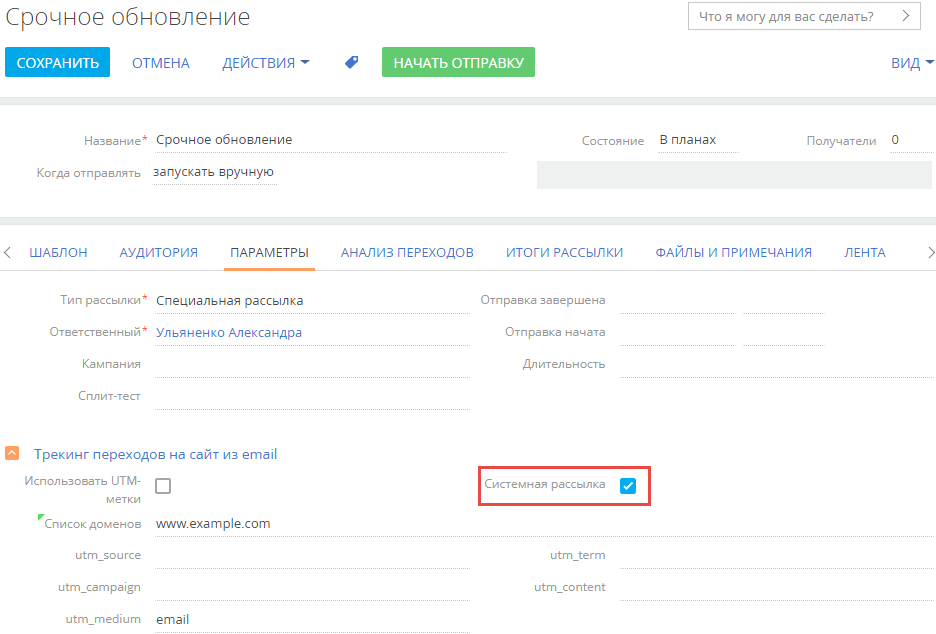 Срочное обновление
Что я могу для вас сделать?
СОХРАНИТЬ ОТМЕНА ДЕЙСТВИЯ НАЧАТЬ ОТПРАВКУ ВИД
Название* Срочное обновление Состояние В планах Получатели 0
Когда отправлять запускать вручную
ШАБЛОН АУДИТОРИЯ ПАРАМЕТРЫ АНАЛИЗ ПЕРЕХОДОВ ИТОГИ РАССЫЛКИ ФАЙЛЫ И ПРИМЕЧАНИЯ ЛЕНТА
Тип рассылки* Специальная рассылка Отправка завершена
Ответственный* Ульяненко Александра Отправка начата
Кампания Длительность
Сплит-тест
Трекинг переходов на сайт из email
Использовать UTM-
метки
Системная рассылка
Список доменов www.example.com
utm_source utm_term
utm_campaign utm_content
utm_medium email